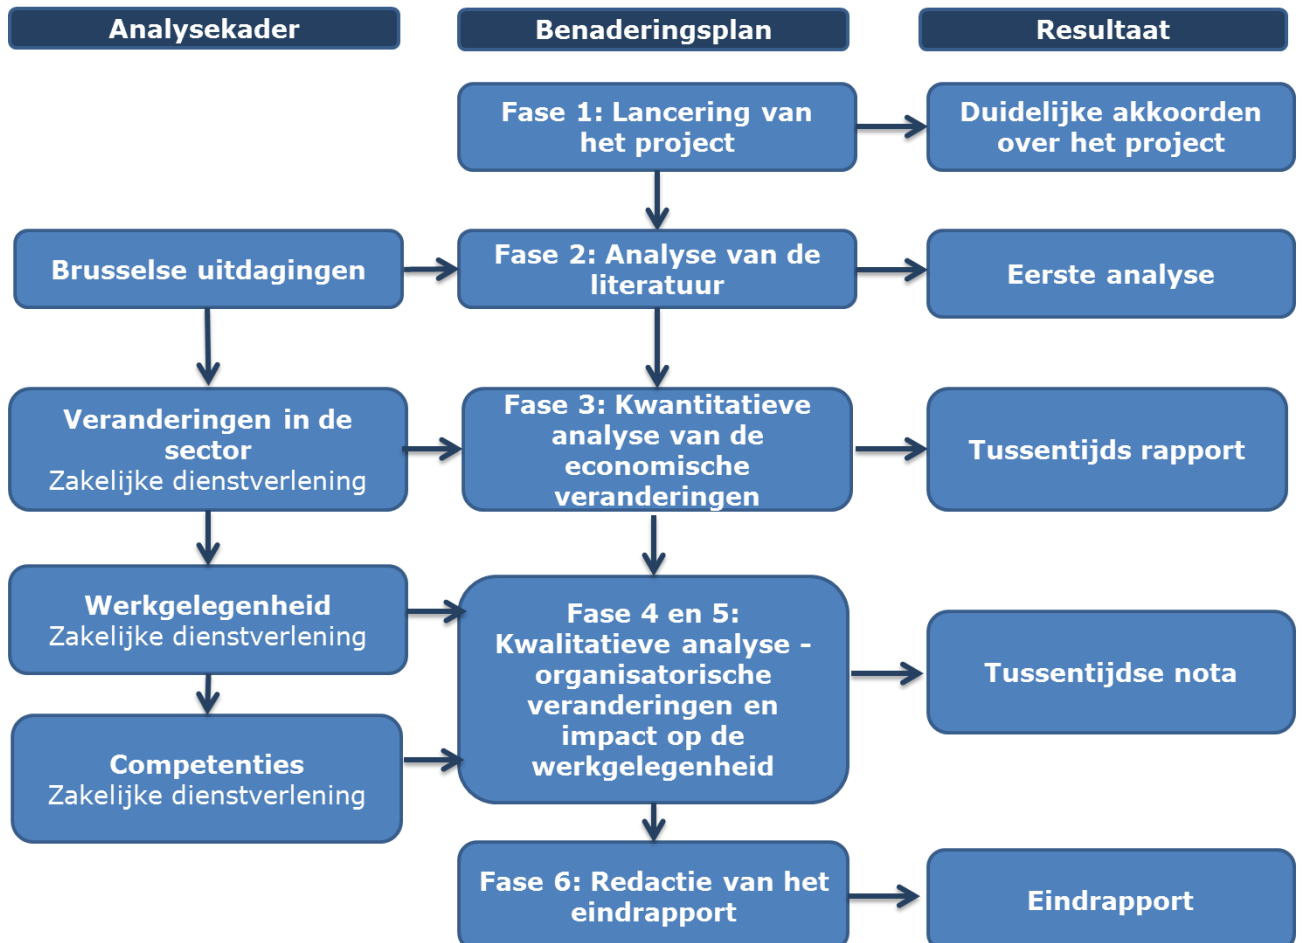 Analysekader
Benaderingsplan
Resultaat
Fase 1: Lancering van
het project
Duidelijke akkoorden
over het project
Brusselse uitdagingen
Fase 2: Analyse van de
literatuur
Eerste analyse
Veranderingen in de
sector
Zakelijke dienstverlening
Fase 3: Kwantitatieve
analyse van de
economische
veranderingen
Tussentijds rapport
Werkgelegenheid
Zakelijke dienstverlening
Fase 4 en 5:
Kwalitatieve analyse –
organisatorische
veranderingen en
impact op de
werkgelegenheid
Tussentijdse nota
Competenties
Zakelijke dienstverlening
Fase 6: Redactie van het
eindrapport
Eindrapport